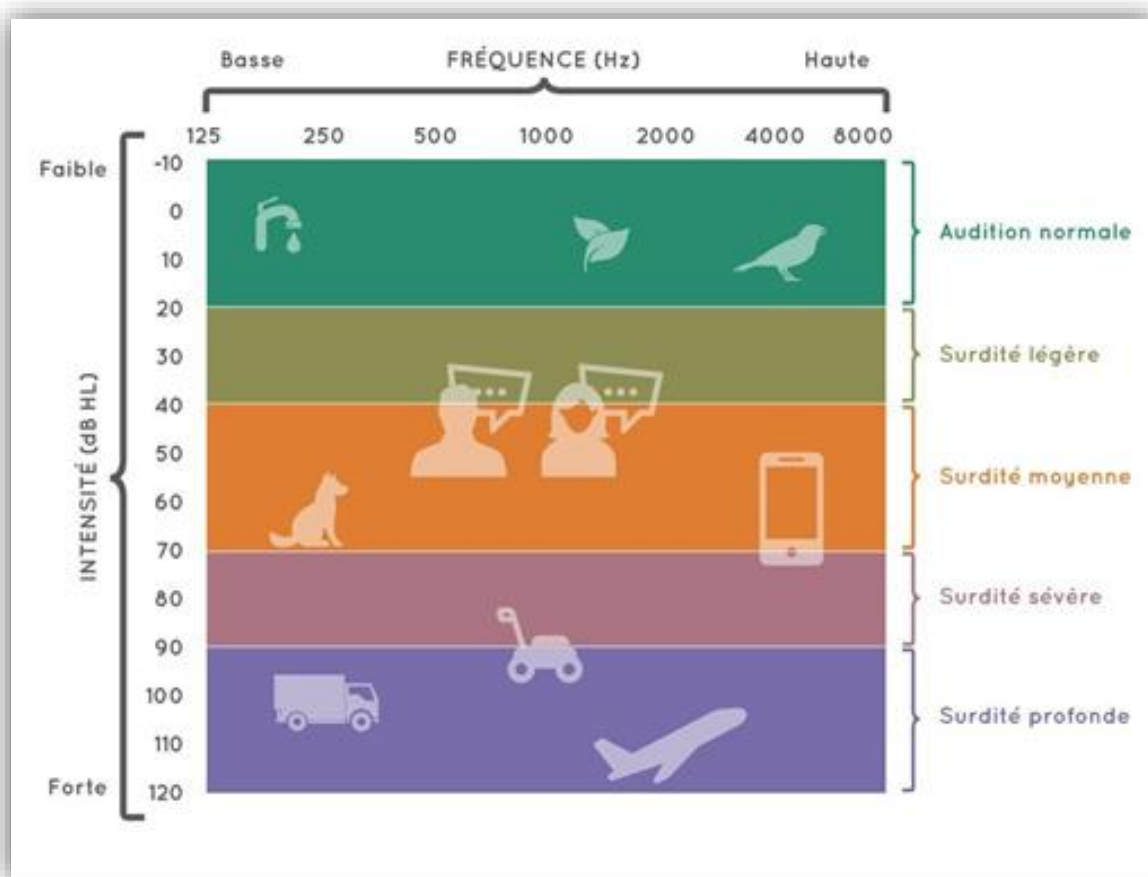 Basse FRÉQUENCE (Hz) Haute
125 250 500 1000 2000 4000 8000
Faible
-10
0
10
20
30
40
50
60
70
80
90
100
110
120
Forte
INTENSITÉ (dB HL)
Audition normale
Surdité légère
Surdité moyenne
Surdité sévère
Surdité profonde